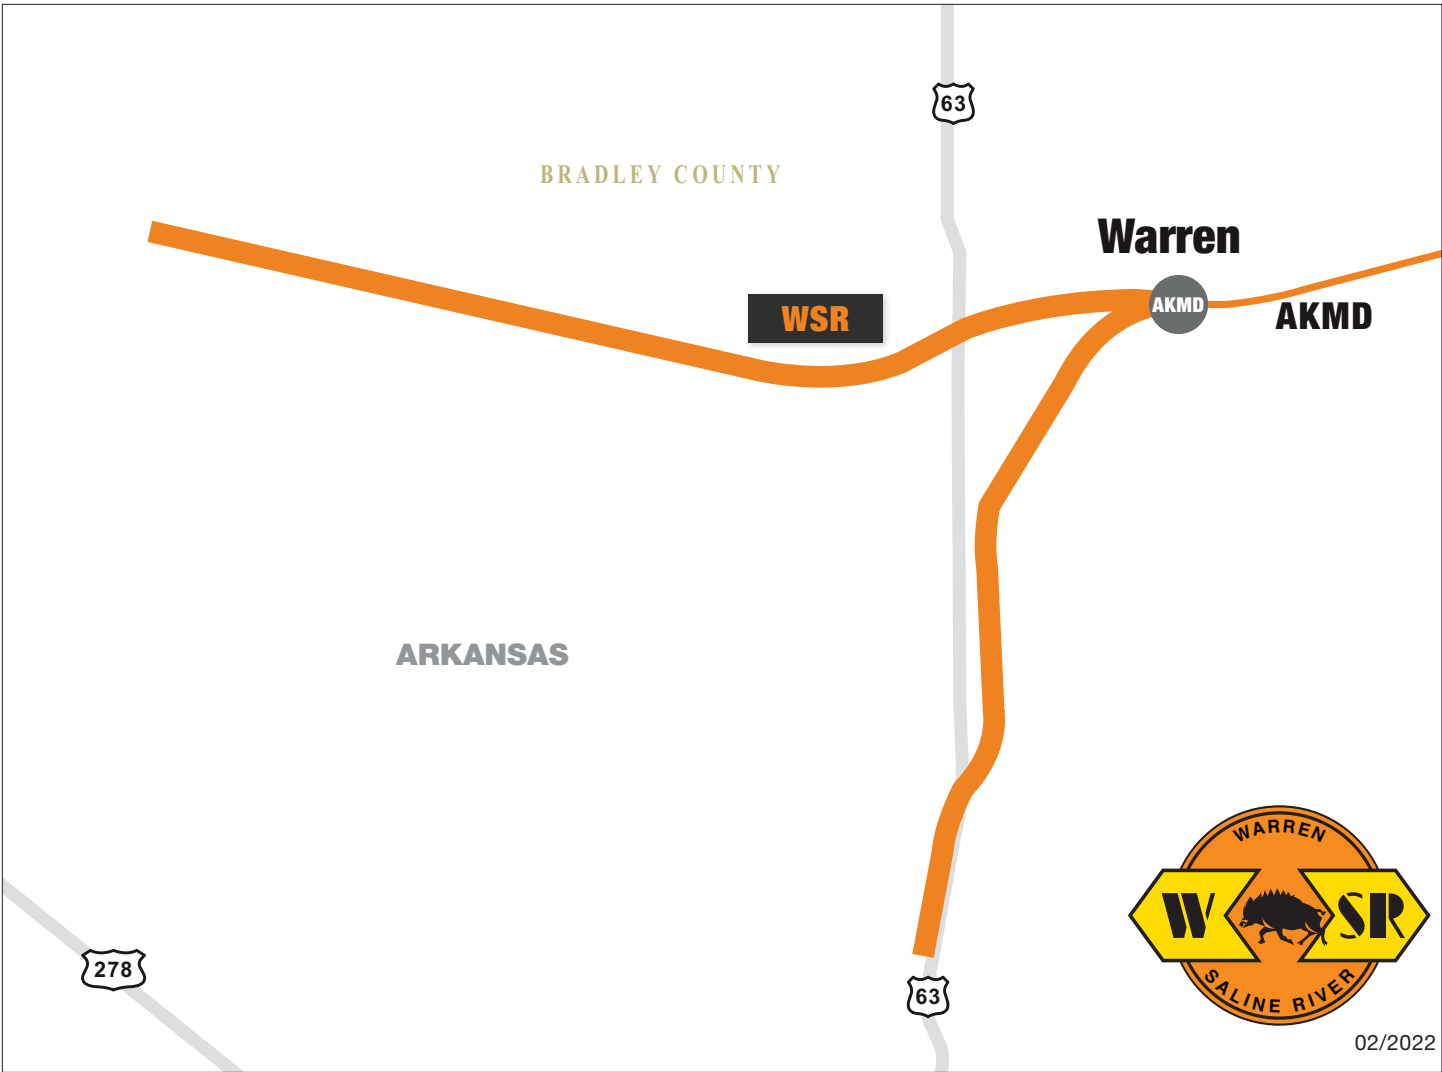 63
BRADLEY COUNTY
Warren
AKMD
WSR
AKMD
ARKANSAS
WARREN
W SR
SALINE RIVER
278
63
02/2022